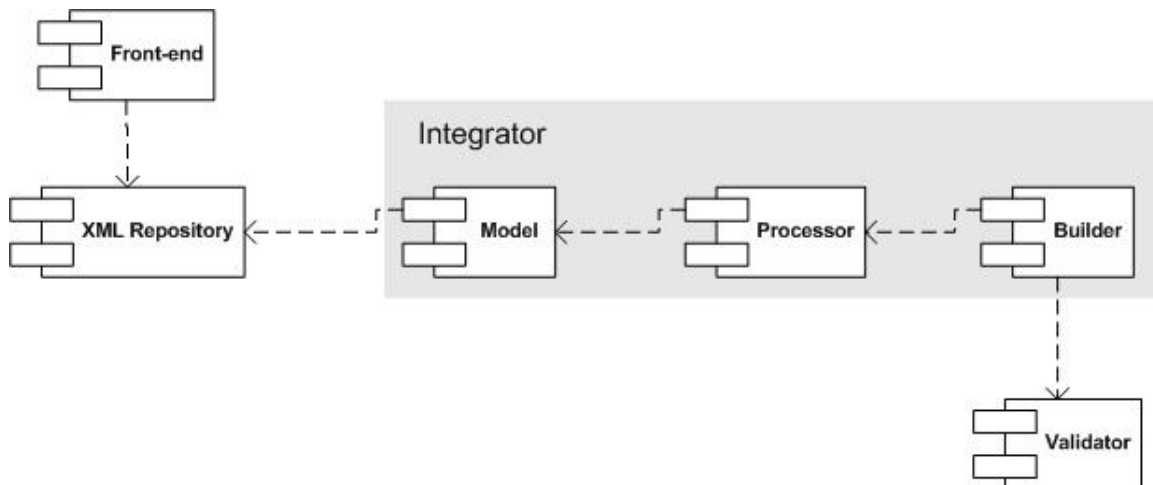 Front-end
Integrator
XML Repository
Model
Processor
Builder
Validator